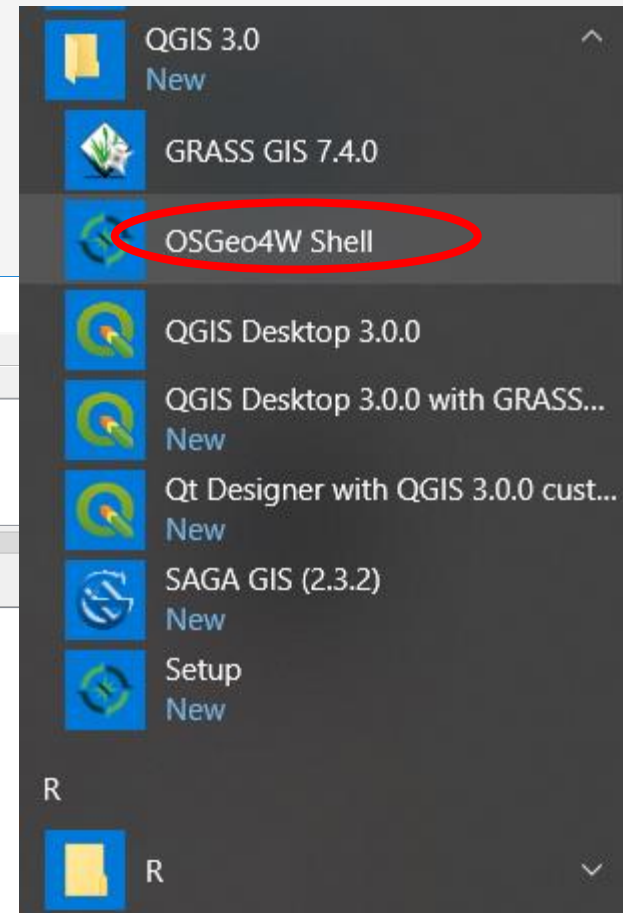 QGIS 3.0
New
GRASS GIS 7.4.0
OSGeo4W Shell
QGIS Desktop 3.0.0
QGIS Desktop 3.0.0 with GRASS...
New
Qt Designer with QGIS 3.0.0 cust...
New
SAGA GIS (2.3.2)
New
Setup
New
R
R